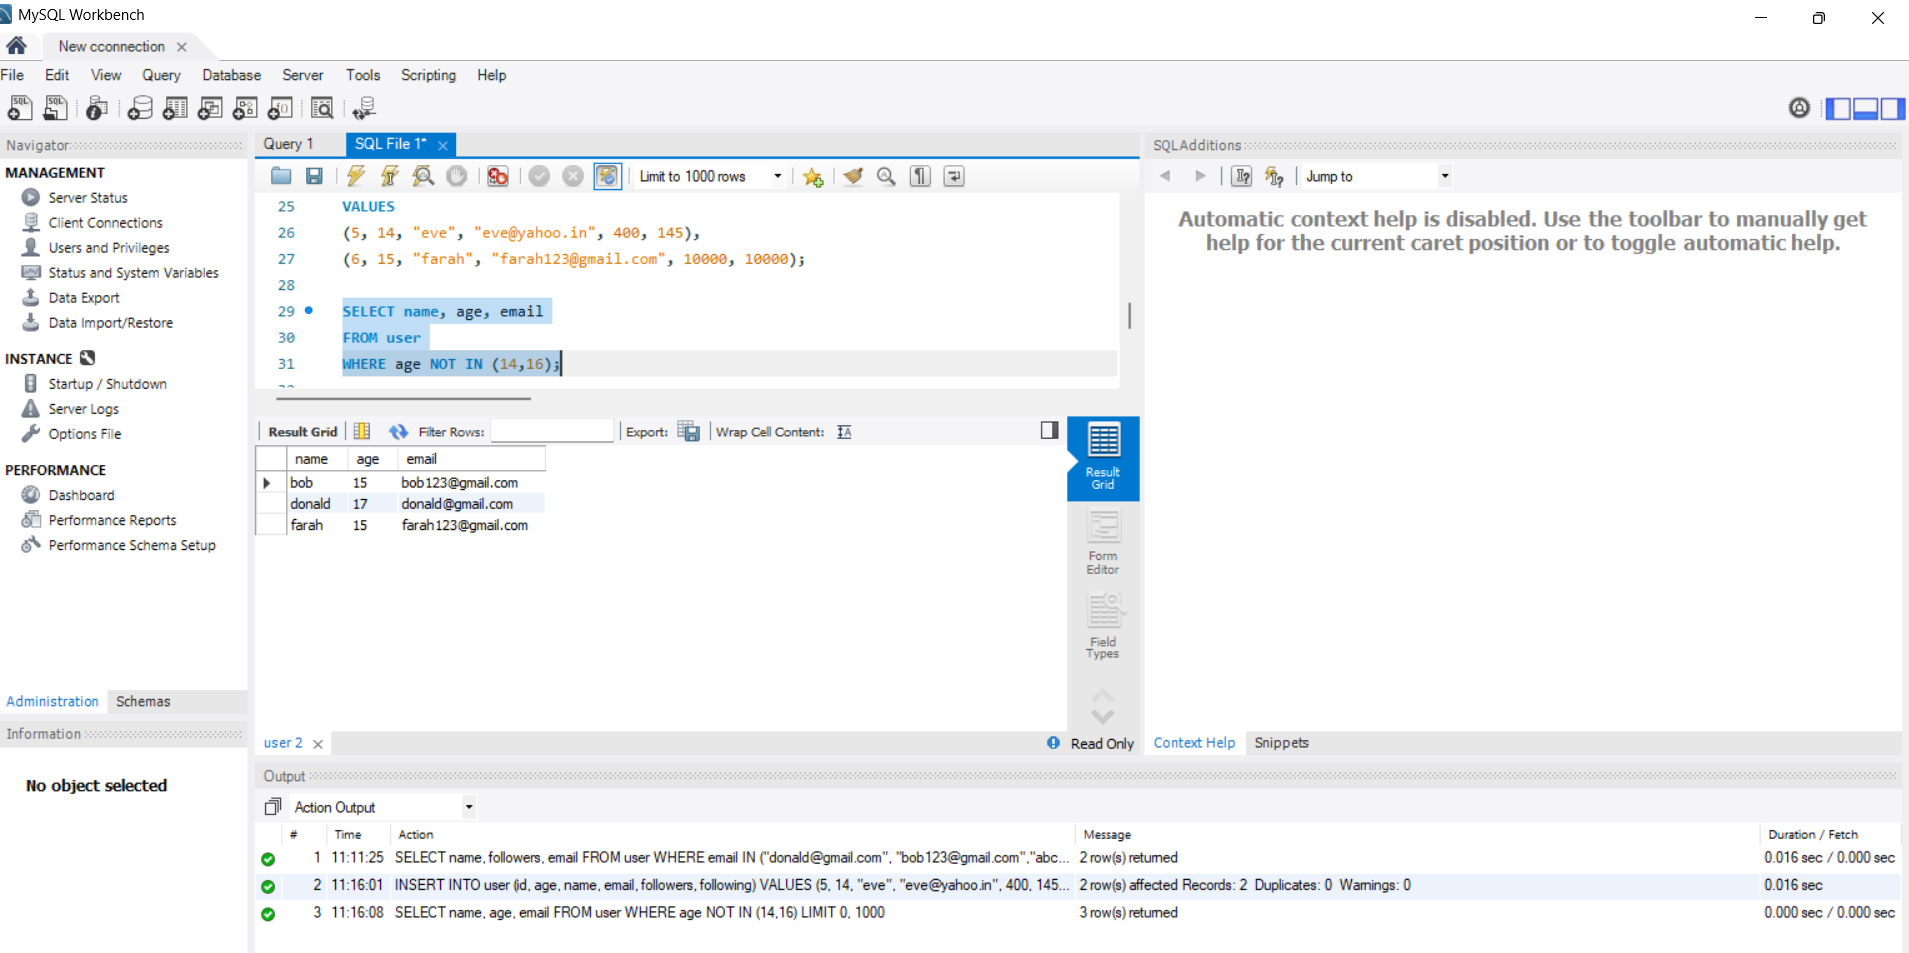 MySQL Workbench
New cconnection
File Edit View Query Database Server Tools Scripting Help
Navigator
MANAGEMENT
Server Status
Client Connections
Users and Privileges
Status and System Variables
Data Export
Data Import/Restore
INSTANCE
Startup / Shutdown
Server Logs
Options File
PERFORMANCE
Dashboard
Performance Reports
Performance Schema Setup
Administration Schemas
Information
No object selected
Query 1 SQL File 1*
Limit to 1000 rows
25 VALUES
26 (5, 14, "eve", "eve@yahoo.in", 400, 145),
27 (6, 15, "farah", "farah123@gmail.com", 10000, 10000);
28
29 SELECT name, age, email
30 FROM user
31 WHERE age NOT IN (14,16);
Result Grid Filter Rows: Export: Wrap Cell Content:
name age email
bob 15 bob123@gmail.com
donald 17 donald@gmail.com
farah 15 farah123@gmail.com
Result
Grid
Form
Editor
Field
Types
user 2 Read Only
SQLAdditions
Jump to
Automatic context help is disabled. Use the toolbar to manually get
help for the current caret position or to toggle automatic help.
Context Help Snippets
Output
Action Output
# Time Action Message Duration / Fetch
1 11:11:25 SELECT name, followers, email FROM user WHERE email IN ("donald@gmail.com", "bob123@gmail.com","abc... 2 row(s) returned 0.016 sec / 0.000 sec
2 11:16:01 INSERT INTO user (id, age, name, email, followers, following) VALUES (5, 14, "eve", "eve@yahoo.in", 400, 145... 2 row(s) affected Records: 2 Duplicates: 0 Warnings: 0 0.016 sec
3 11:16:08 SELECT name, age, email FROM user WHERE age NOT IN (14,16) LIMIT 0, 1000 3 row(s) returned 0.000 sec / 0.000 sec